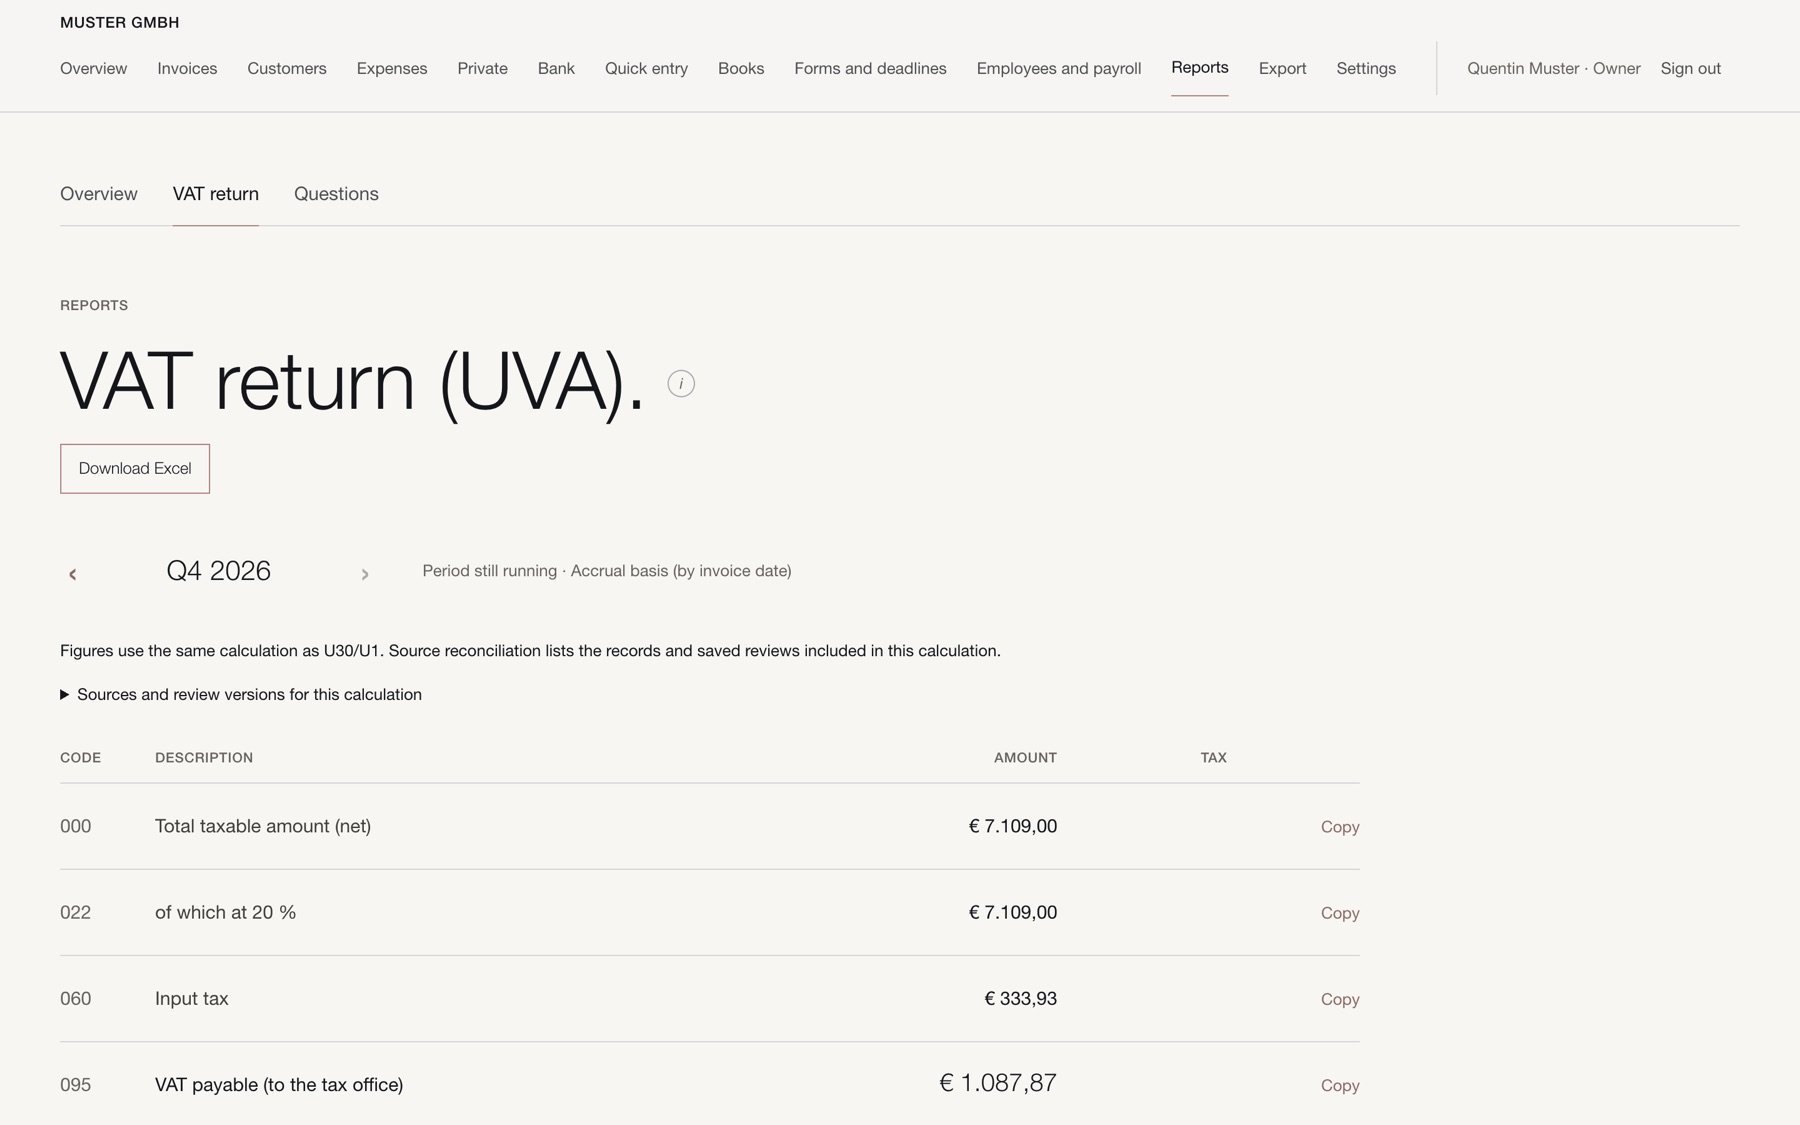 MUSTER GMBH
Overview Invoices Customers Expenses Private Bank Quick entry Books Forms and deadlines Employees and payroll Reports Export Settings Quentin Muster · Owner Sign out
Overview VAT return Questions
REPORTS
VAT return (UVA). i
Download Excel
‹ Q4 2026 › Period still running · Accrual basis (by invoice date)
Figures use the same calculation as U30/U1. Source reconciliation lists the records and saved reviews included in this calculation.
▶ Sources and review versions for this calculation
CODE DESCRIPTION AMOUNT TAX
000 Total taxable amount (net) € 7.109,00 Copy
022 of which at 20 % € 7.109,00 Copy
060 Input tax € 333,93 Copy
095 VAT payable (to the tax office) € 1.087,87 Copy